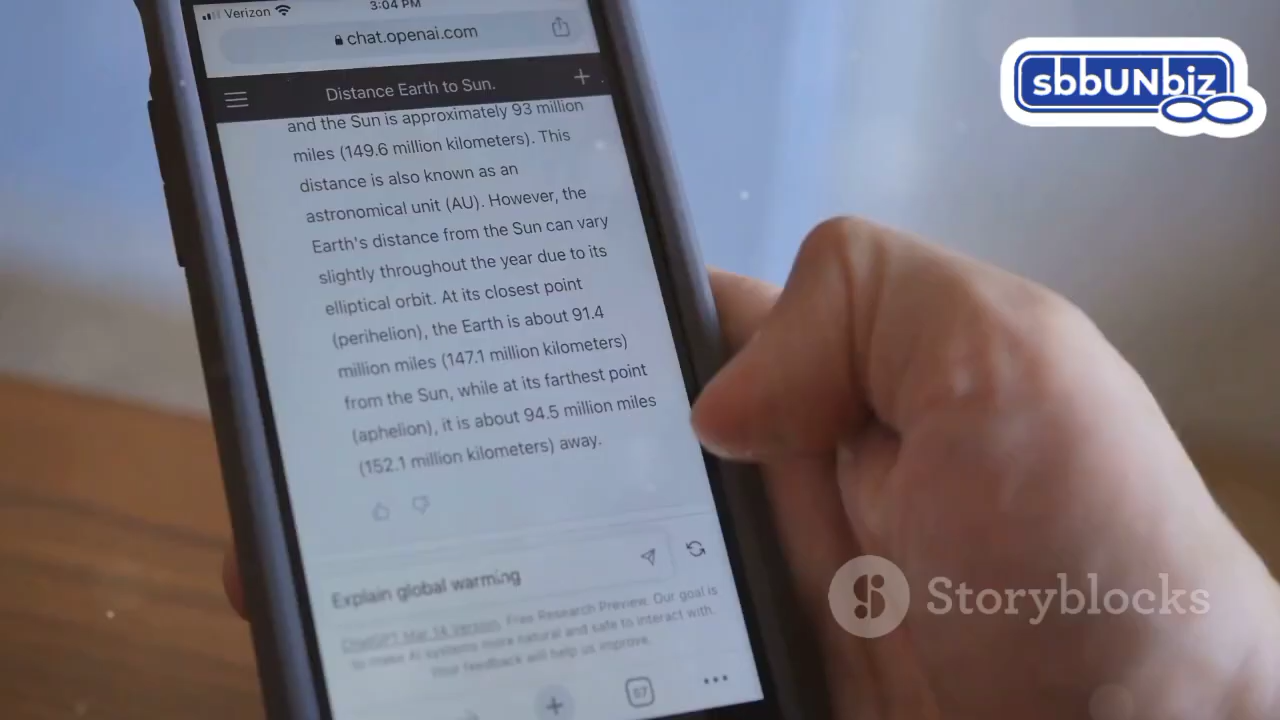 Verizon
3:04 PM
chat.openai.com
Distance Earth to Sun.
and the Sun is approximately 93 million
miles (149.6 million kilometers). This
distance is also known as an
astronomical unit (AU). However, the
Earth's distance from the Sun can vary
slightly throughout the year due to its
elliptical orbit. At its closest point
(perihelion), the Earth is about 91.4
million miles (147.1 million kilometers)
from the Sun, while at its farthest point
(aphelion), it is about 94.5 million miles
(152.1 million kilometers) away.
Explain global warming
ChatGPT Mar 14 Version. Free Research Preview. Our goal is
to make AI systems more natural and safe to interact with.
Your feedback will help us improve.
57
sbbUNbiz
Storyblocks